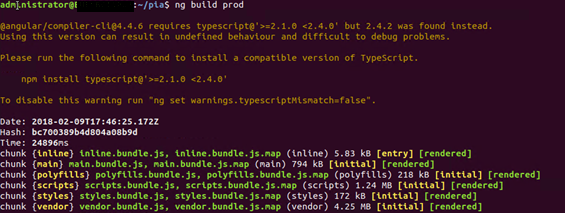 administrator@E:~/pia$ ng build prod
@angular/compiler-cli@4.4.6 requires typescript@'>=2.1.0 <2.4.0' but 2.4.2 was found instead.
Using this version can result in undefined behaviour and difficult to debug problems.
Please run the following command to install a compatible version of TypeScript.
npm install typescript@'>=2.1.0 <2.4.0'
To disable this warning run "ng set warnings.typescriptMismatch=false".
Date: 2018-02-09T17:46:25.172Z
Hash: bc700389b4d804a08b9d
Time: 24896ms
chunk {inline} inline.bundle.js, inline.bundle.js.map (inline) 5.83 kB [entry] [rendered]
chunk {main} main.bundle.js, main.bundle.js.map (main) 794 kB [initial] [rendered]
chunk {polyfills} polyfills.bundle.js, polyfills.bundle.js.map (polyfills) 218 kB [initial] [rendered]
chunk {scripts} scripts.bundle.js, scripts.bundle.js.map (scripts) 1.24 MB [initial] [rendered]
chunk {styles} styles.bundle.js, styles.bundle.js.map (styles) 172 kB [initial] [rendered]
chunk {vendor} vendor.bundle.js, vendor.bundle.js.map (vendor) 4.25 MB [initial] [rendered]